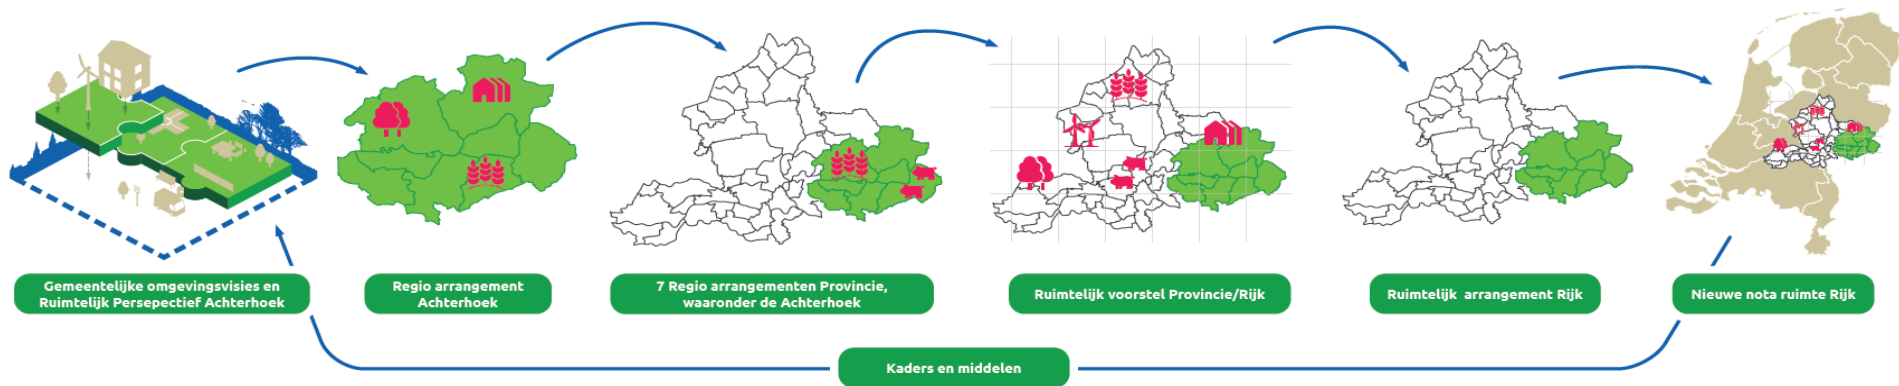 Gemeentelijke omgevingsvisies en
Ruimtelijk Persepectief Achterhoek
Regio arrangement
Achterhoek
7 Regio arrangementen Provincie,
waaronder de Achterhoek
Ruimtelijk voorstel Provincie/Rijk
Ruimtelijk arrangement Rijk
Nieuwe nota ruimte Rijk
Kaders en middelen